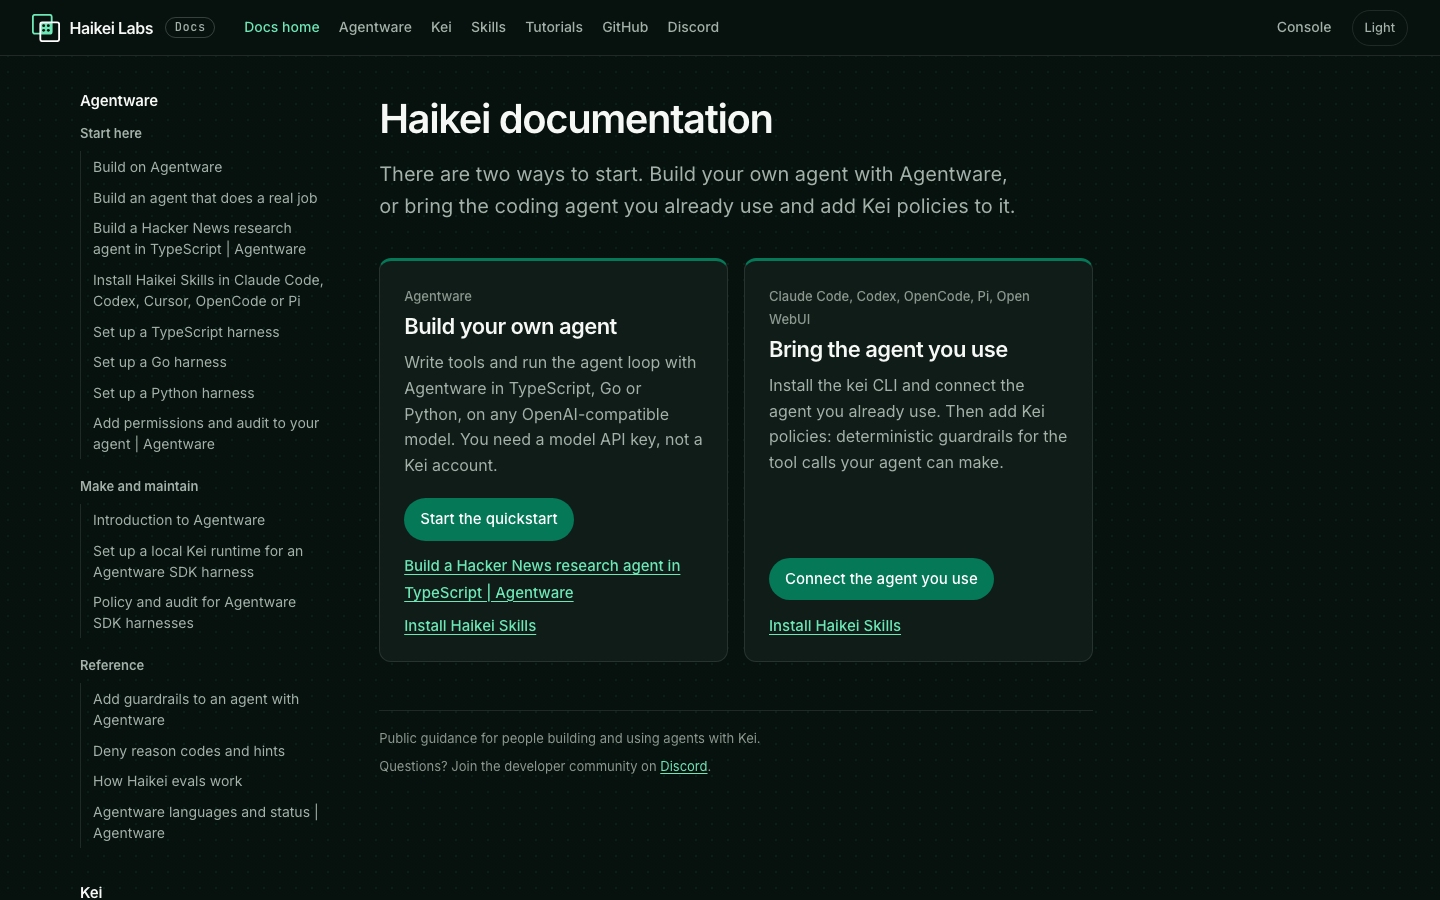 Haikei Labs Docs Docs home Agentware Kei Skills Tutorials GitHub Discord Console Light
Agentware
Start here
Build on Agentware
Build an agent that does a real job
Build a Hacker News research
agent in TypeScript | Agentware
Install Haikei Skills in Claude Code,
Codex, Cursor, OpenCode or Pi
Set up a TypeScript harness
Set up a Go harness
Set up a Python harness
Add permissions and audit to your
agent | Agentware
Make and maintain
Introduction to Agentware
Set up a local Kei runtime for an
Agentware SDK harness
Policy and audit for Agentware
SDK harnesses
Reference
Add guardrails to an agent with
Agentware
Deny reason codes and hints
How Haikei evals work
Agentware languages and status |
Agentware
Kei
Haikei documentation
There are two ways to start. Build your own agent with Agentware,
or bring the coding agent you already use and add Kei policies to it.
Agentware
Build your own agent
Write tools and run the agent loop with
Agentware in TypeScript, Go or
Python, on any OpenAI-compatible
model. You need a model API key, not a
Kei account.
Start the quickstart
Build a Hacker News research agent in
TypeScript | Agentware
Install Haikei Skills
Claude Code, Codex, OpenCode, Pi, Open
WebUI
Bring the agent you use
Install the kei CLI and connect the
agent you already use. Then add Kei
policies: deterministic guardrails for the
tool calls your agent can make.
Connect the agent you use
Install Haikei Skills
Public guidance for people building and using agents with Kei.
Questions? Join the developer community on Discord.